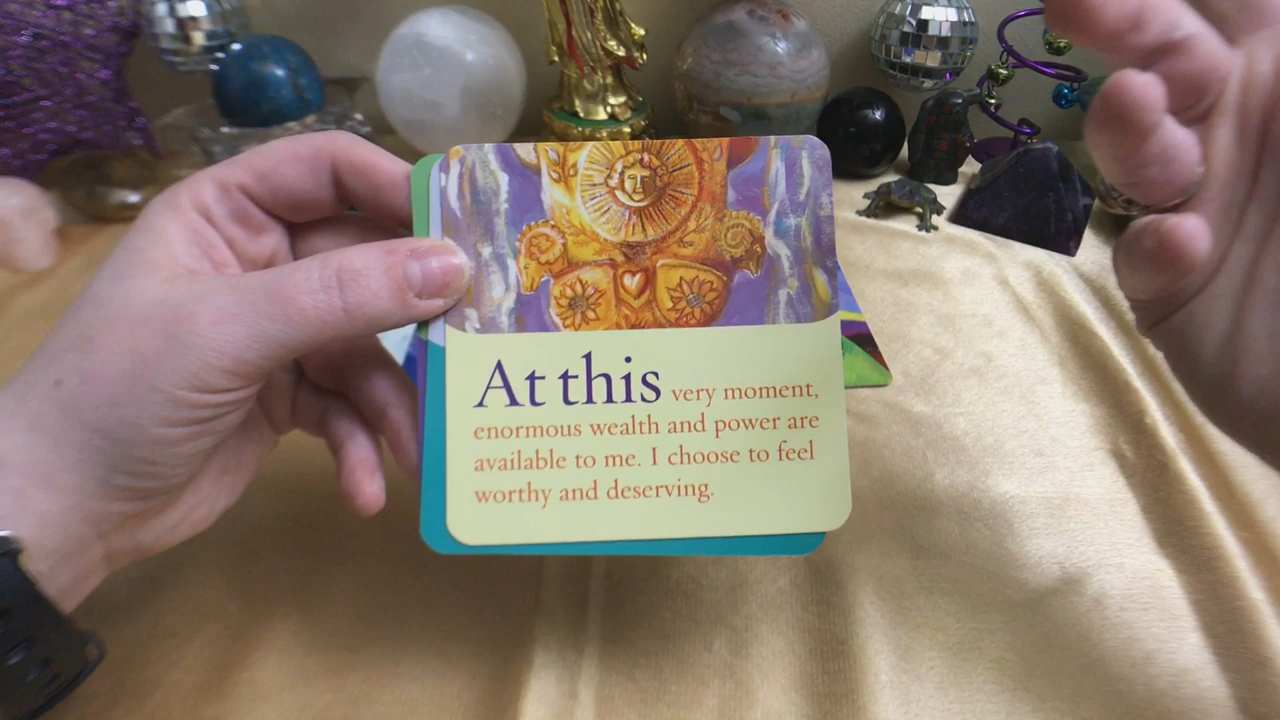 At this very moment,
enormous wealth and power are
available to me. I choose to feel
worthy and deserving.